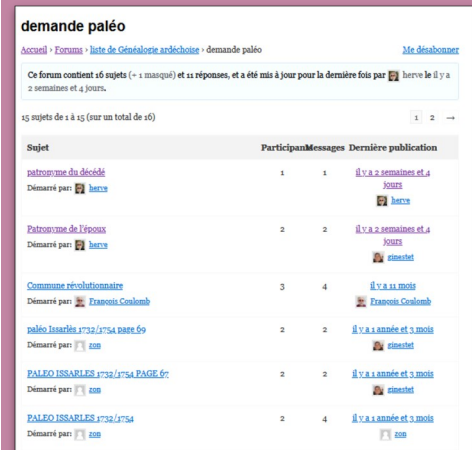 demande paléo
Accueil › Forums › liste de Généalogie ardéchoise › demande paléo Me désabonner
Ce forum contient 16 sujets (+ 1 masqué) et 11 réponses, et a été mis à jour pour la dernière fois par herve le il y a
2 semaines et 4 jours.
15 sujets de 1 à 15 (sur un total de 16) 1 2 →
Sujet Participants Messages Dernière publication
patronyme du décédé 1 1 il y a 2 semaines et 4
jours
Démarré par: herve
herve
Patronyme de l'époux 2 2 il y a 2 semaines et 4
jours
Démarré par: herve
ginestet
Commune révolutionnaire 3 4 il y a 11 mois
Démarré par: François Coulomb François Coulomb
paléo Issarlès 1732/1754 page 69 2 2 il y a 1 année et 3 mois
Démarré par: zon ginestet
PALEO ISSARLES 1732/1754 PAGE 67 2 2 il y a 1 année et 3 mois
Démarré par: zon ginestet
PALEO ISSARLES 1732/1754 2 4 il y a 1 année et 3 mois
Démarré par: zon zon